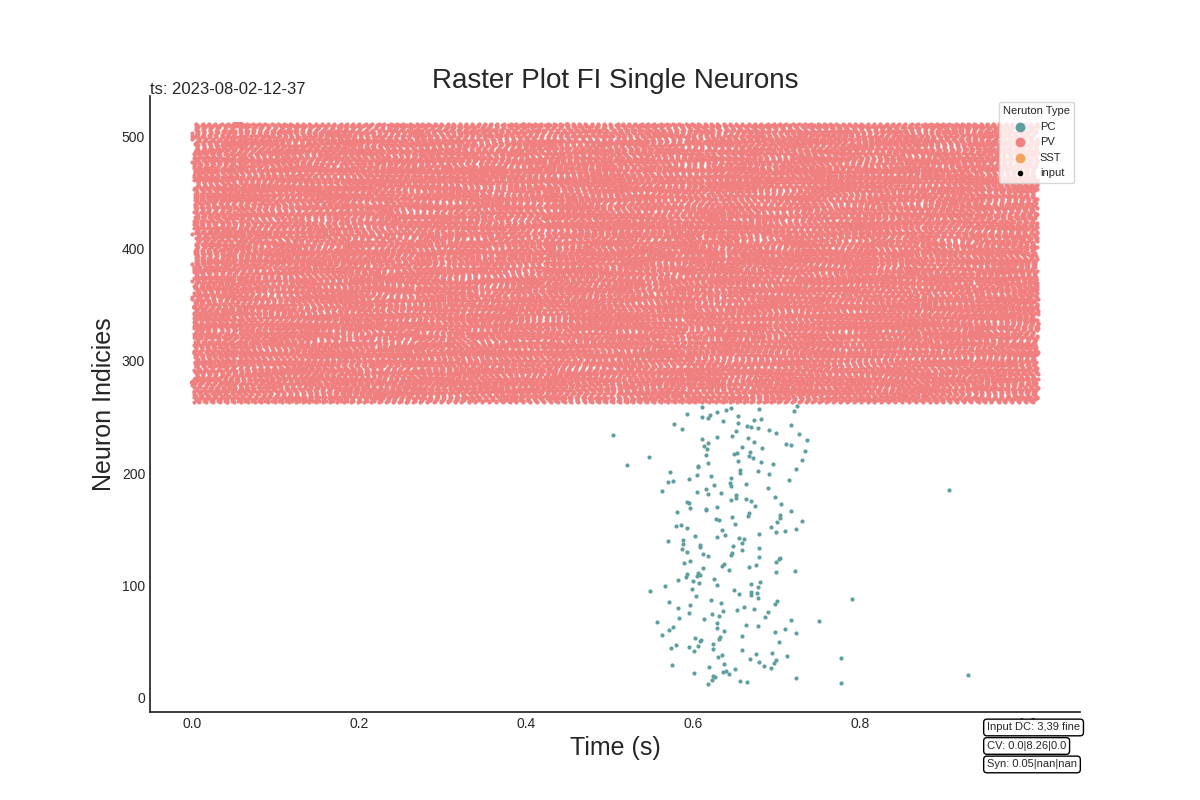 Raster Plot FI Single Neurons
ts: 2023-08-02-12-37
Neruton Type
PC
PV
SST
input
Neuron Indicies
500
400
300
200
100
0
0.0
0.2
0.4
0.6
0.8
Time (s)
Input DC: 3,39 fine
CV: 0.0|8.26|0.0
Syn: 0.05|nan|nan